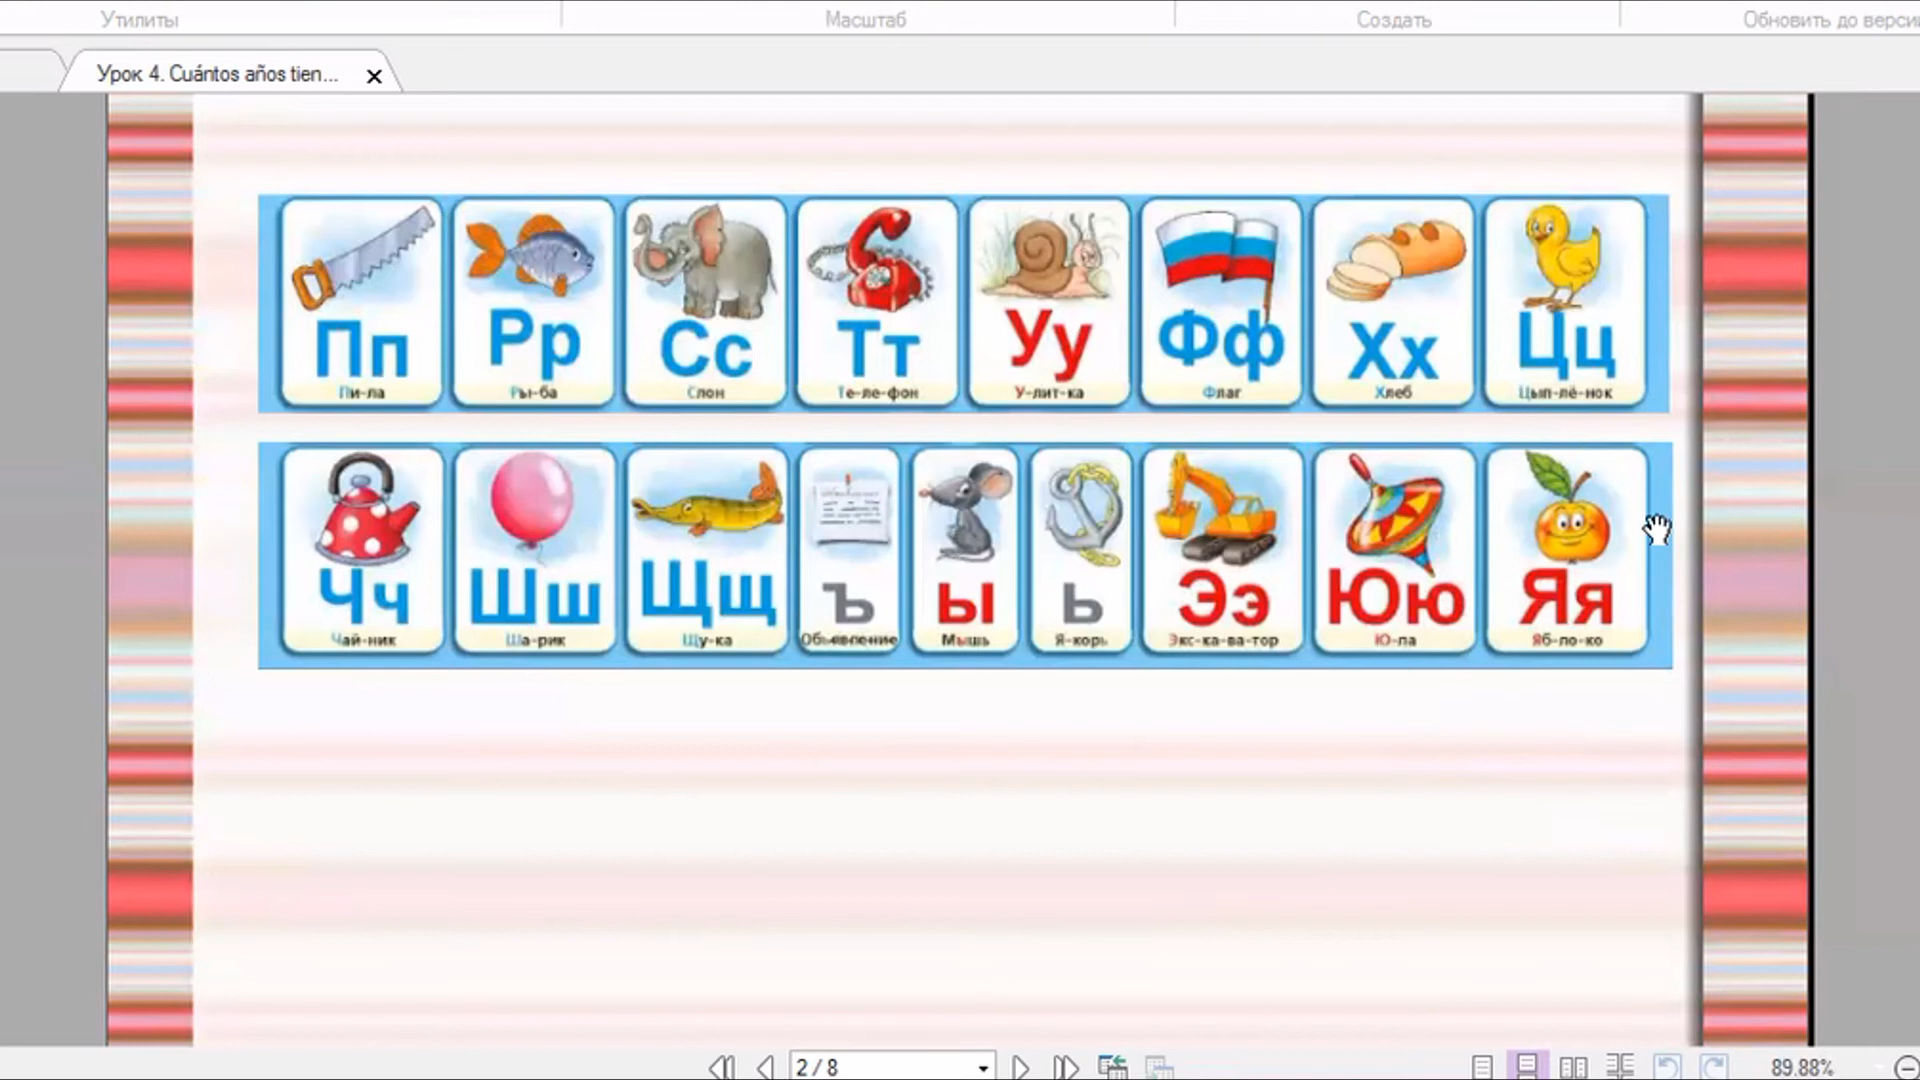 Утилиты Масштаб Создать Обновить до версии
Урок 4. Cuántos años tien...
Пп Рр Сс Тт Уу Фф Хх Цц
Пи-ла Ры-ба Слон Те-ле-фон У-лит-ка Флаг Хлеб Цып-лё-нок
Чч Шш Щщ ъ ы ь Ээ Юю Яя
Чай-ник Ша-рик Щу-ка Объявление Мышь Я-корь Экс-ка-ва-тор Ю-ла Яб-ло-ко
2 / 8 89.88%